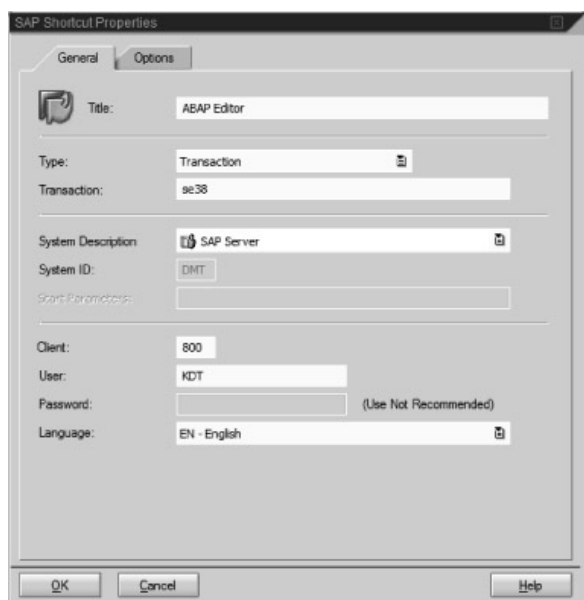 SAP Shortcut Properties
General Options
Title: ABAP Editor
Type: Transaction
Transaction: se38
System Description SAP Server
System ID: DMT
Start Parameters:
Client: 800
User: KDT
Password: (Use Not Recommended)
Language: EN - English
OK Cancel Help